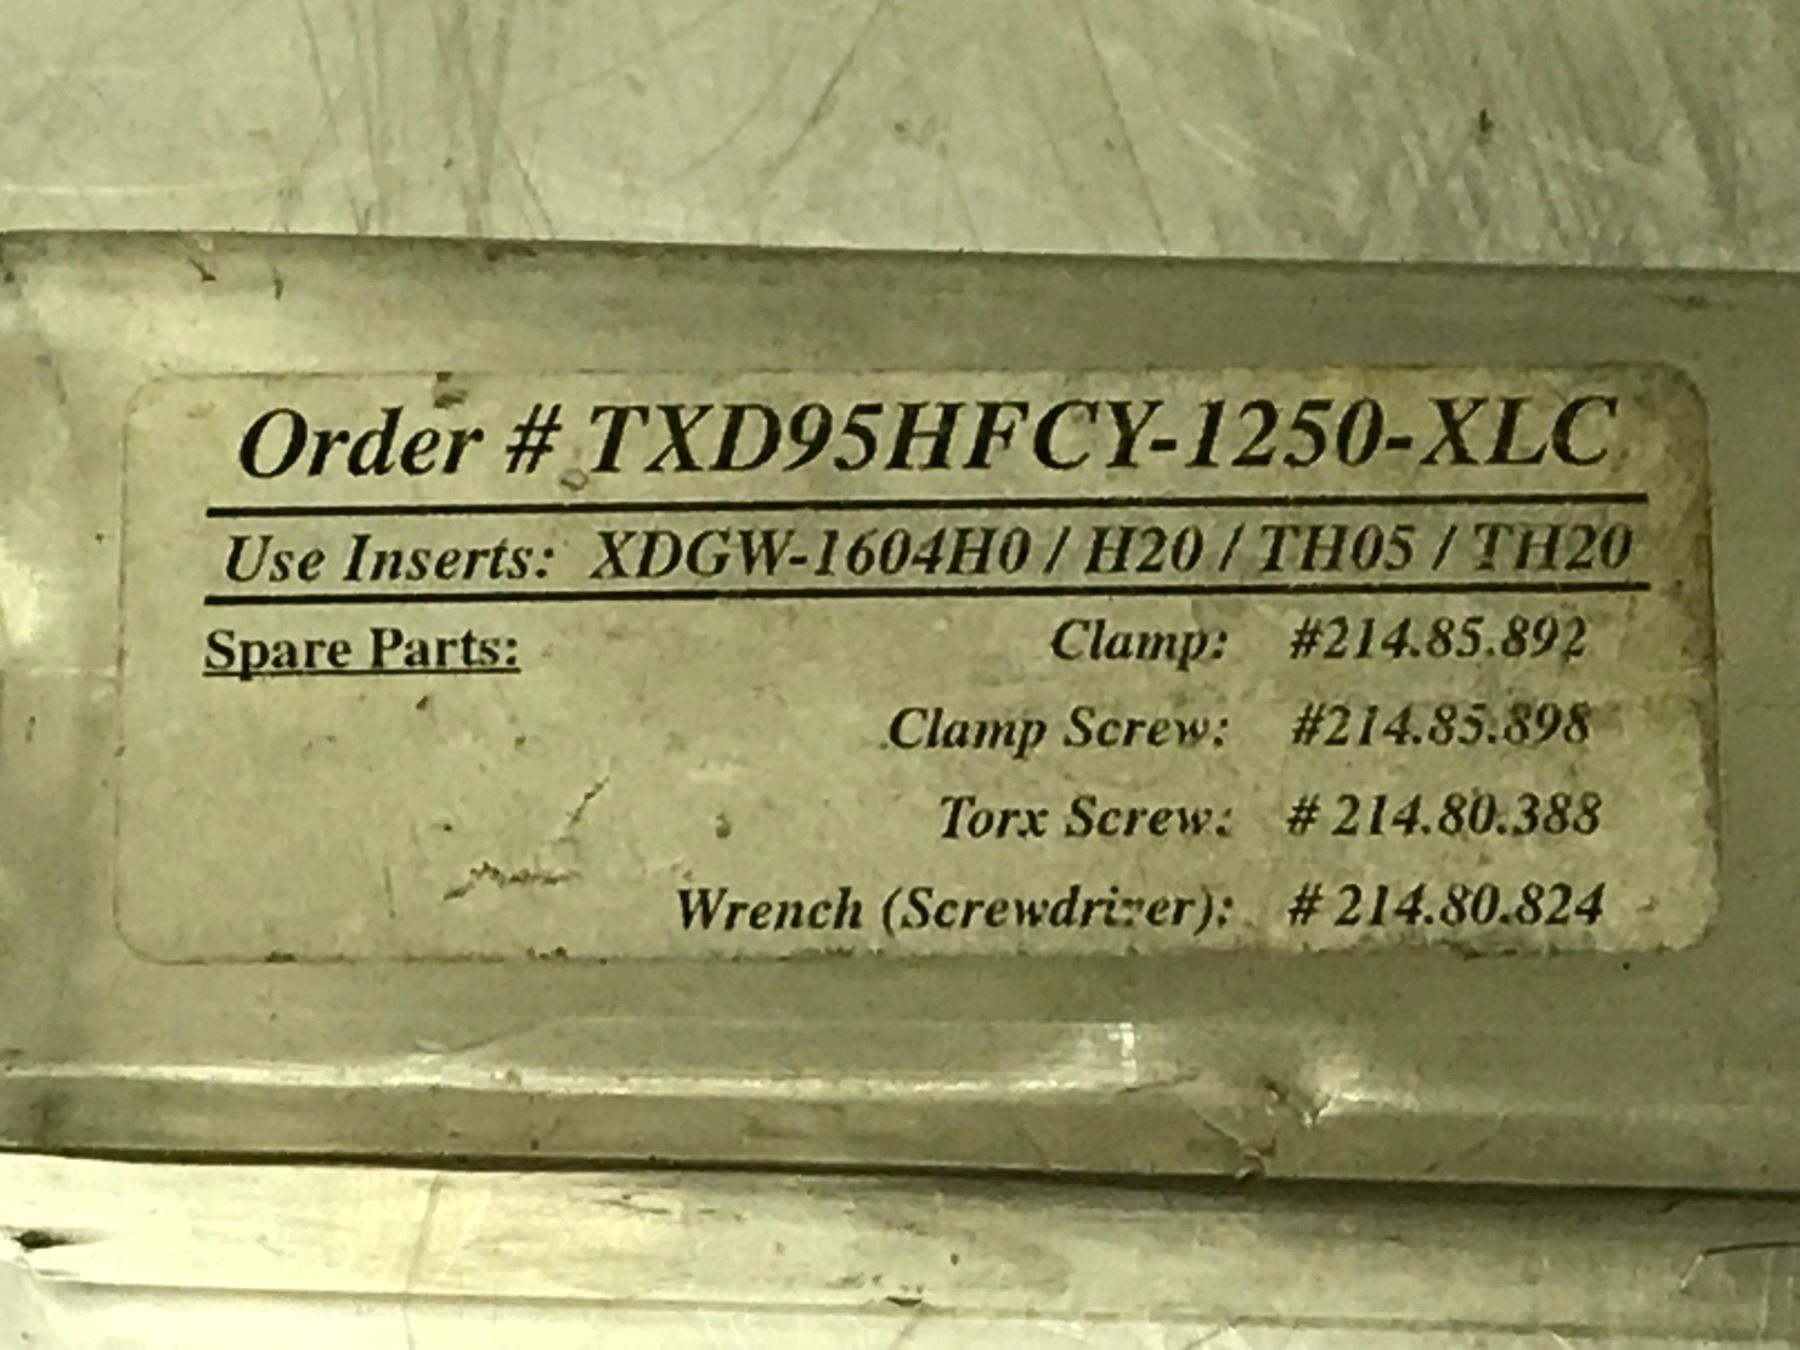 Order # TXD95HFCY-1250-XLC
Use Inserts: XDGW-1604H0 / H20 / TH05 / TH20
Spare Parts: Clamp: #214.85.892
Clamp Screw: #214.85.898
Torx Screw: # 214.80.388
Wrench (Screwdriver): # 214.80.824